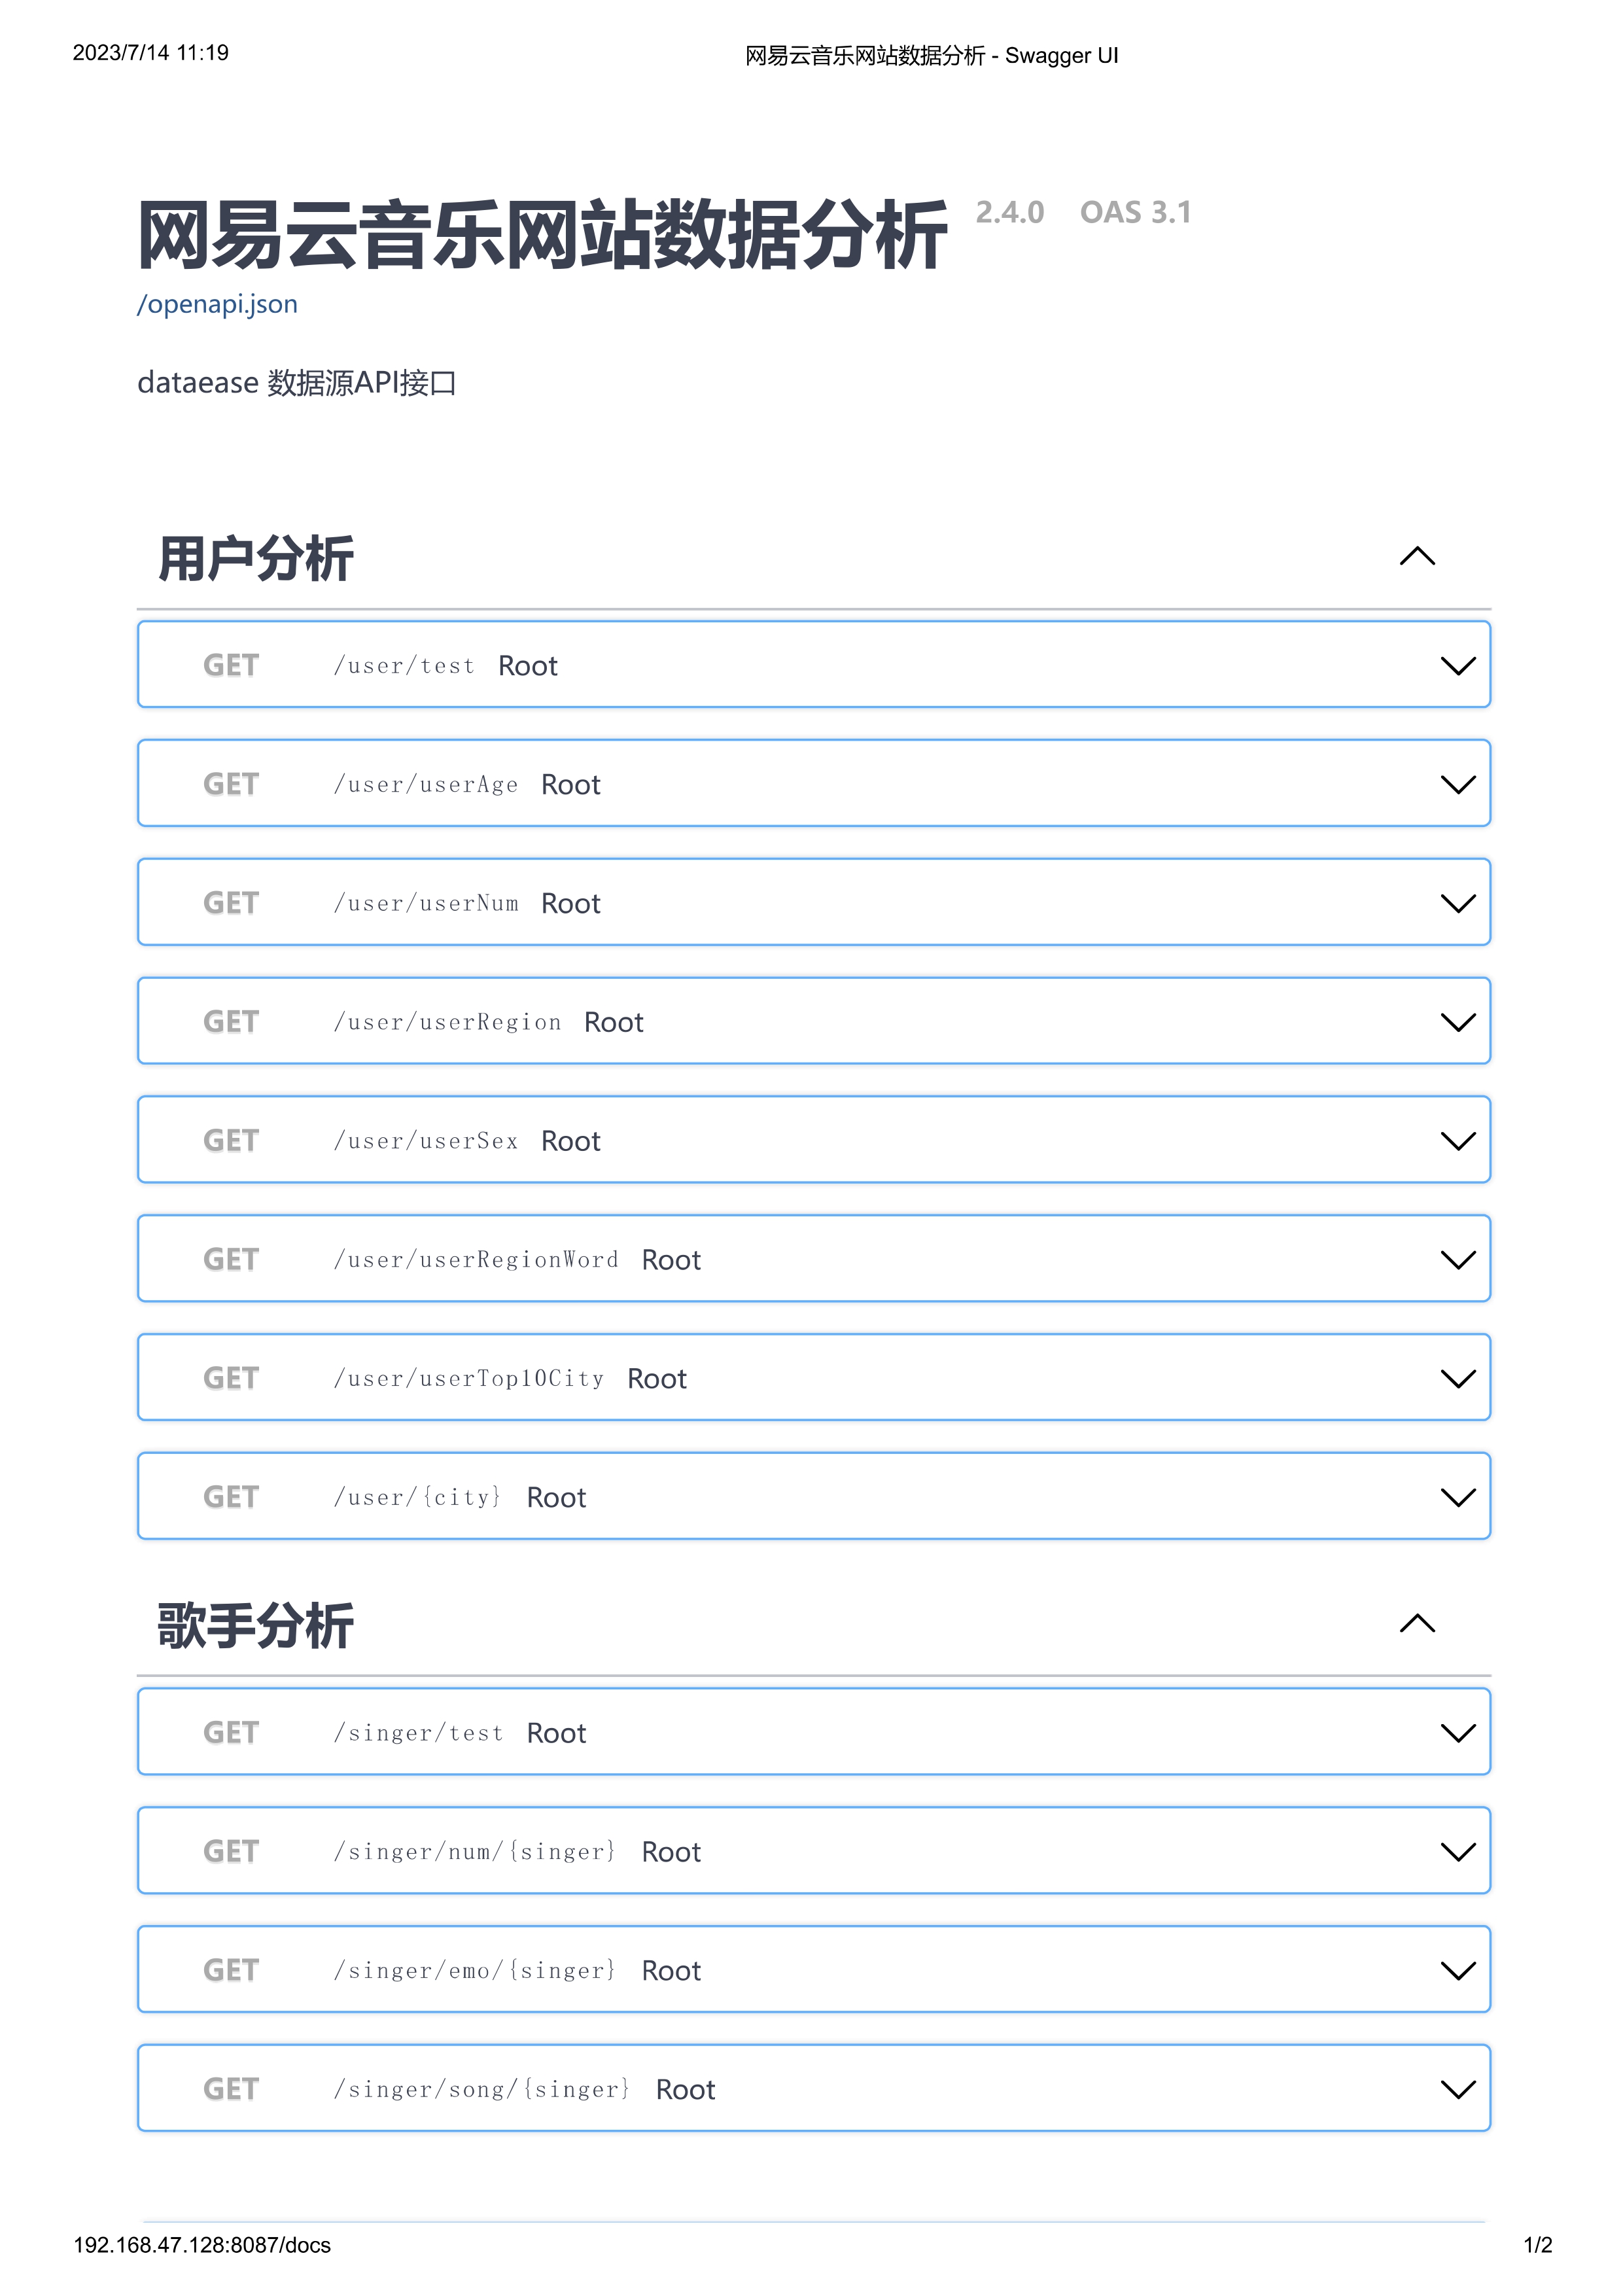 2023/7/14 11:19
网易云音乐网站数据分析 - Swagger UI
网易云音乐网站数据分析 2.4.0 OAS 3.1
/openapi.json
dataease 数据源API接口
用户分析
GET /user/test Root
GET /user/userAge Root
GET /user/userNum Root
GET /user/userRegion Root
GET /user/userSex Root
GET /user/userRegionWord Root
GET /user/userTop10City Root
GET /user/{city} Root
歌手分析
GET /singer/test Root
GET /singer/num/{singer} Root
GET /singer/emo/{singer} Root
GET /singer/song/{singer} Root
192.168.47.128:8087/docs
1/2